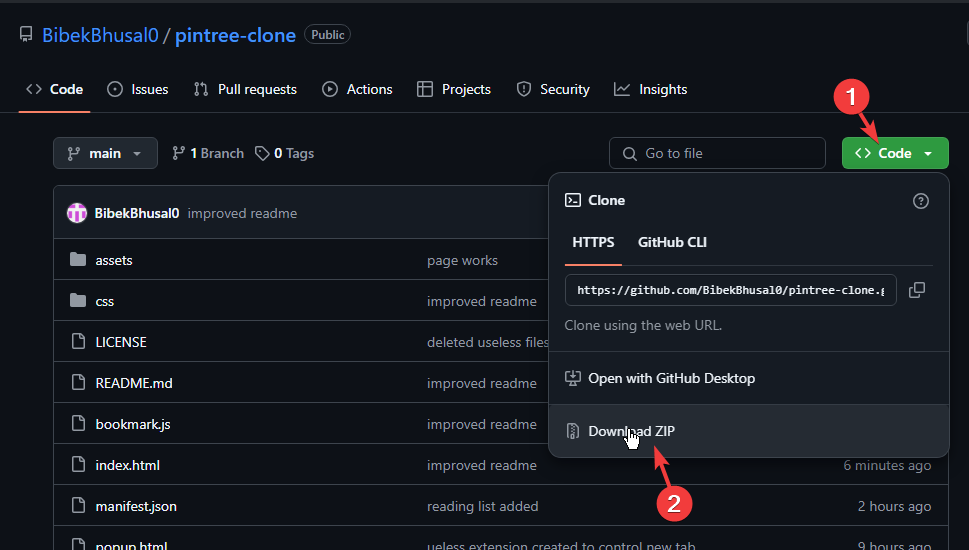 BibekBhusal0 / pintree-clone Public
Code Issues Pull requests Actions Projects Security Insights
1
main 1 Branch 0 Tags Go to file Code
BibekBhusal0 improved readme
Clone
HTTPS GitHub CLI
https://github.com/BibekBhusal0/pintree-clone.g
Clone using the web URL.
Open with GitHub Desktop
Download ZIP
2
assets page works
css improved readme
LICENSE deleted useless files
README.md improved readme
bookmark.js improved readme
index.html improved readme 6 minutes ago
manifest.json reading list added 2 hours ago
popup.html ueless extension created to control new tab 9 hours ago